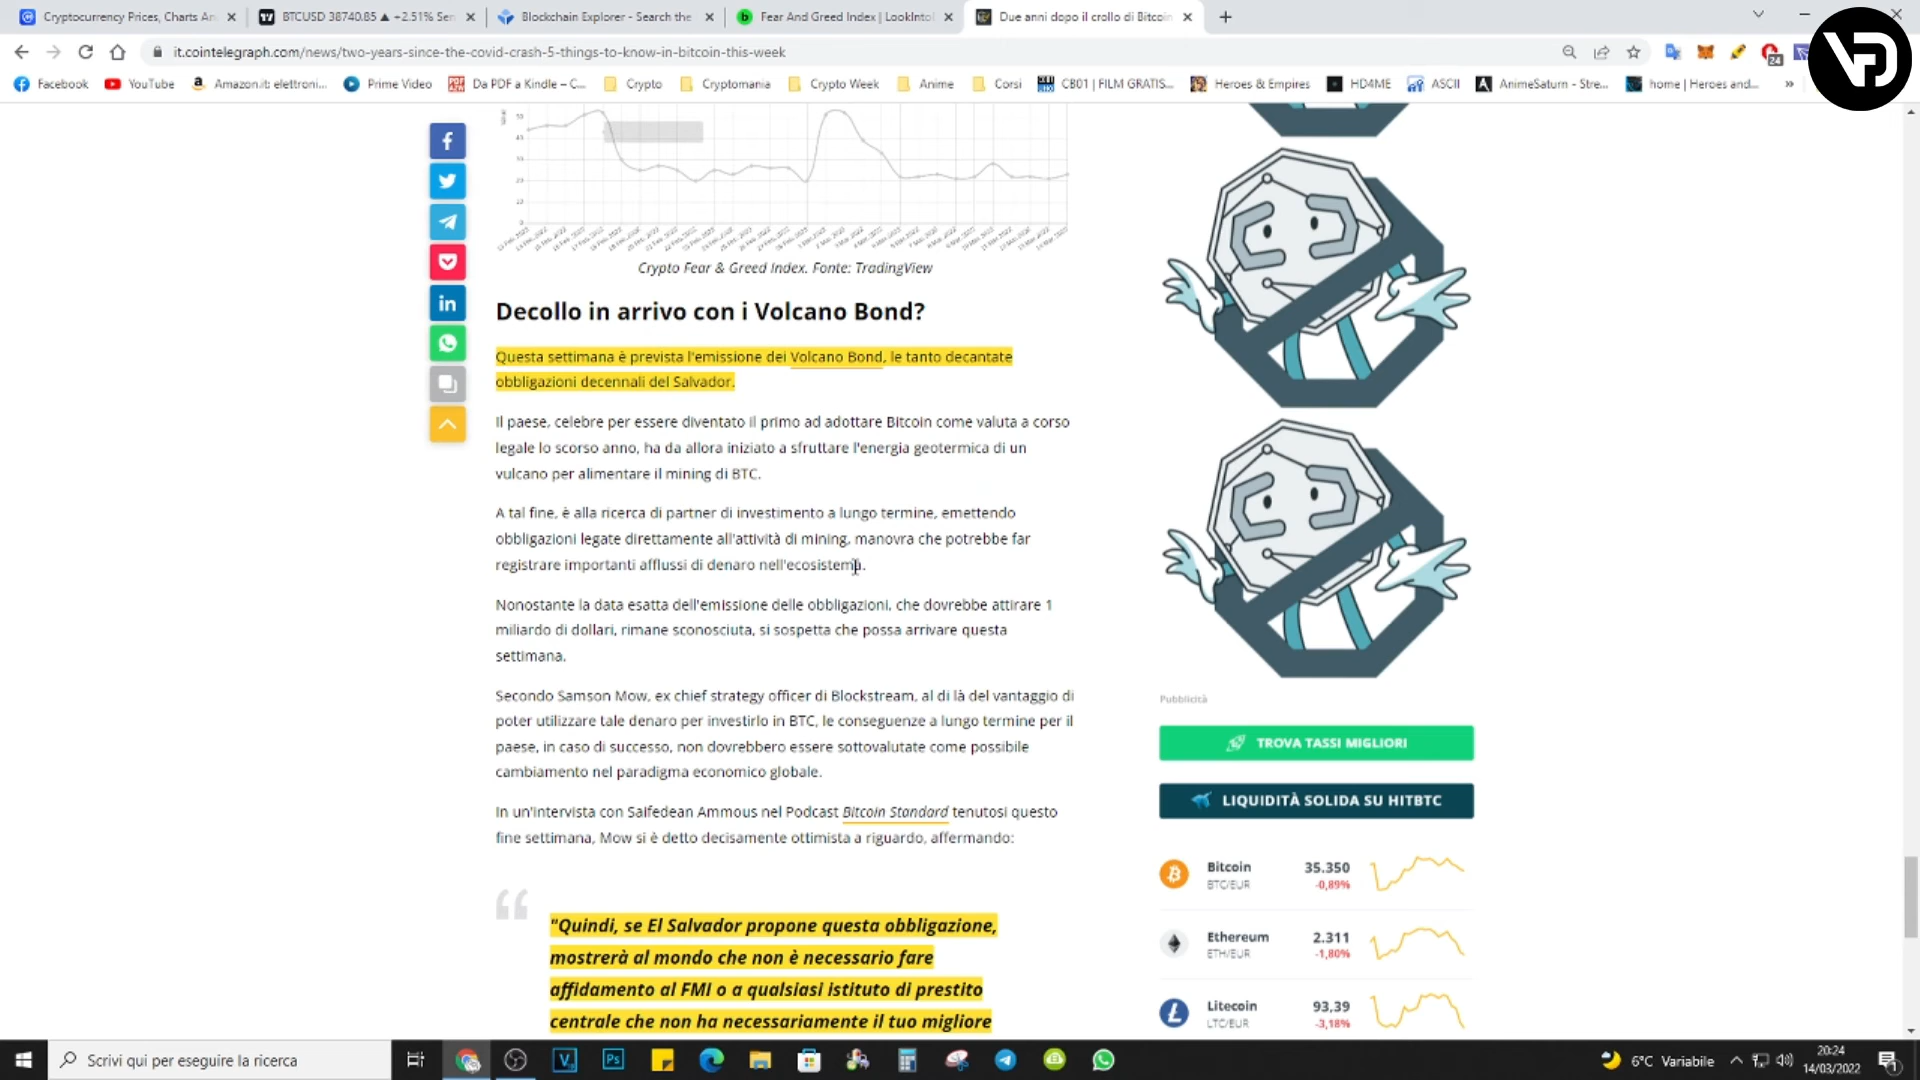 Cryptocurrency Prices, Charts An
BTCUSD 38740.85 ▲ +2.51% Sen
Blockchain Explorer - Search the
Fear And Greed Index | LookIntoI
Due anni dopo il crollo di Bitcoin
it.cointelegraph.com/news/two-years-since-the-covid-crash-5-things-to-know-in-bitcoin-this-week
24
Facebook
YouTube
Amazon.it: elettroni...
Prime Video
Da PDF a Kindle – C...
Crypto
Cryptomania
Crypto Week
Anime
Corsi
CB01 | FILM GRATIS...
Heroes & Empires
HD4ME
ASCII
AnimeSaturn - Stre...
home | Heroes and...
»
Crypto Fear & Greed Index. Fonte: TradingView
Decollo in arrivo con i Volcano Bond?
Questa settimana è prevista l'emissione dei Volcano Bond, le tanto decantate
obbligazioni decennali del Salvador.
Il paese, celebre per essere diventato il primo ad adottare Bitcoin come valuta a corso
legale lo scorso anno, ha da allora iniziato a sfruttare l'energia geotermica di un
vulcano per alimentare il mining di BTC.
A tal fine, è alla ricerca di partner di investimento a lungo termine, emettendo
obbligazioni legate direttamente all'attività di mining, manovra che potrebbe far
registrare importanti afflussi di denaro nell'ecosistema.
Nonostante la data esatta dell'emissione delle obbligazioni, che dovrebbe attirare 1
miliardo di dollari, rimane sconosciuta, si sospetta che possa arrivare questa
settimana.
Secondo Samson Mow, ex chief strategy officer di Blockstream, al di là del vantaggio di
poter utilizzare tale denaro per investirlo in BTC, le conseguenze a lungo termine per il
paese, in caso di successo, non dovrebbero essere sottovalutate come possibile
cambiamento nel paradigma economico globale.
In un'intervista con Saifedean Ammous nel Podcast Bitcoin Standard tenutosi questo
fine settimana, Mow si è detto decisamente ottimista a riguardo, affermando:
"Quindi, se El Salvador propone questa obbligazione,
mostrerà al mondo che non è necessario fare
affidamento al FMI o a qualsiasi istituto di prestito
centrale che non ha necessariamente il tuo migliore
Pubblicità
TROVA TASSI MIGLIORI
LIQUIDITÀ SOLIDA SU HITBTC
Bitcoin 35.350
BTC/EUR -0,89%
Ethereum 2.311
ETH/EUR -1,80%
Litecoin 93,39
LTC/EUR -3,18%
Scrivi qui per eseguire la ricerca
6°C Variabile
20:24
14/03/2022